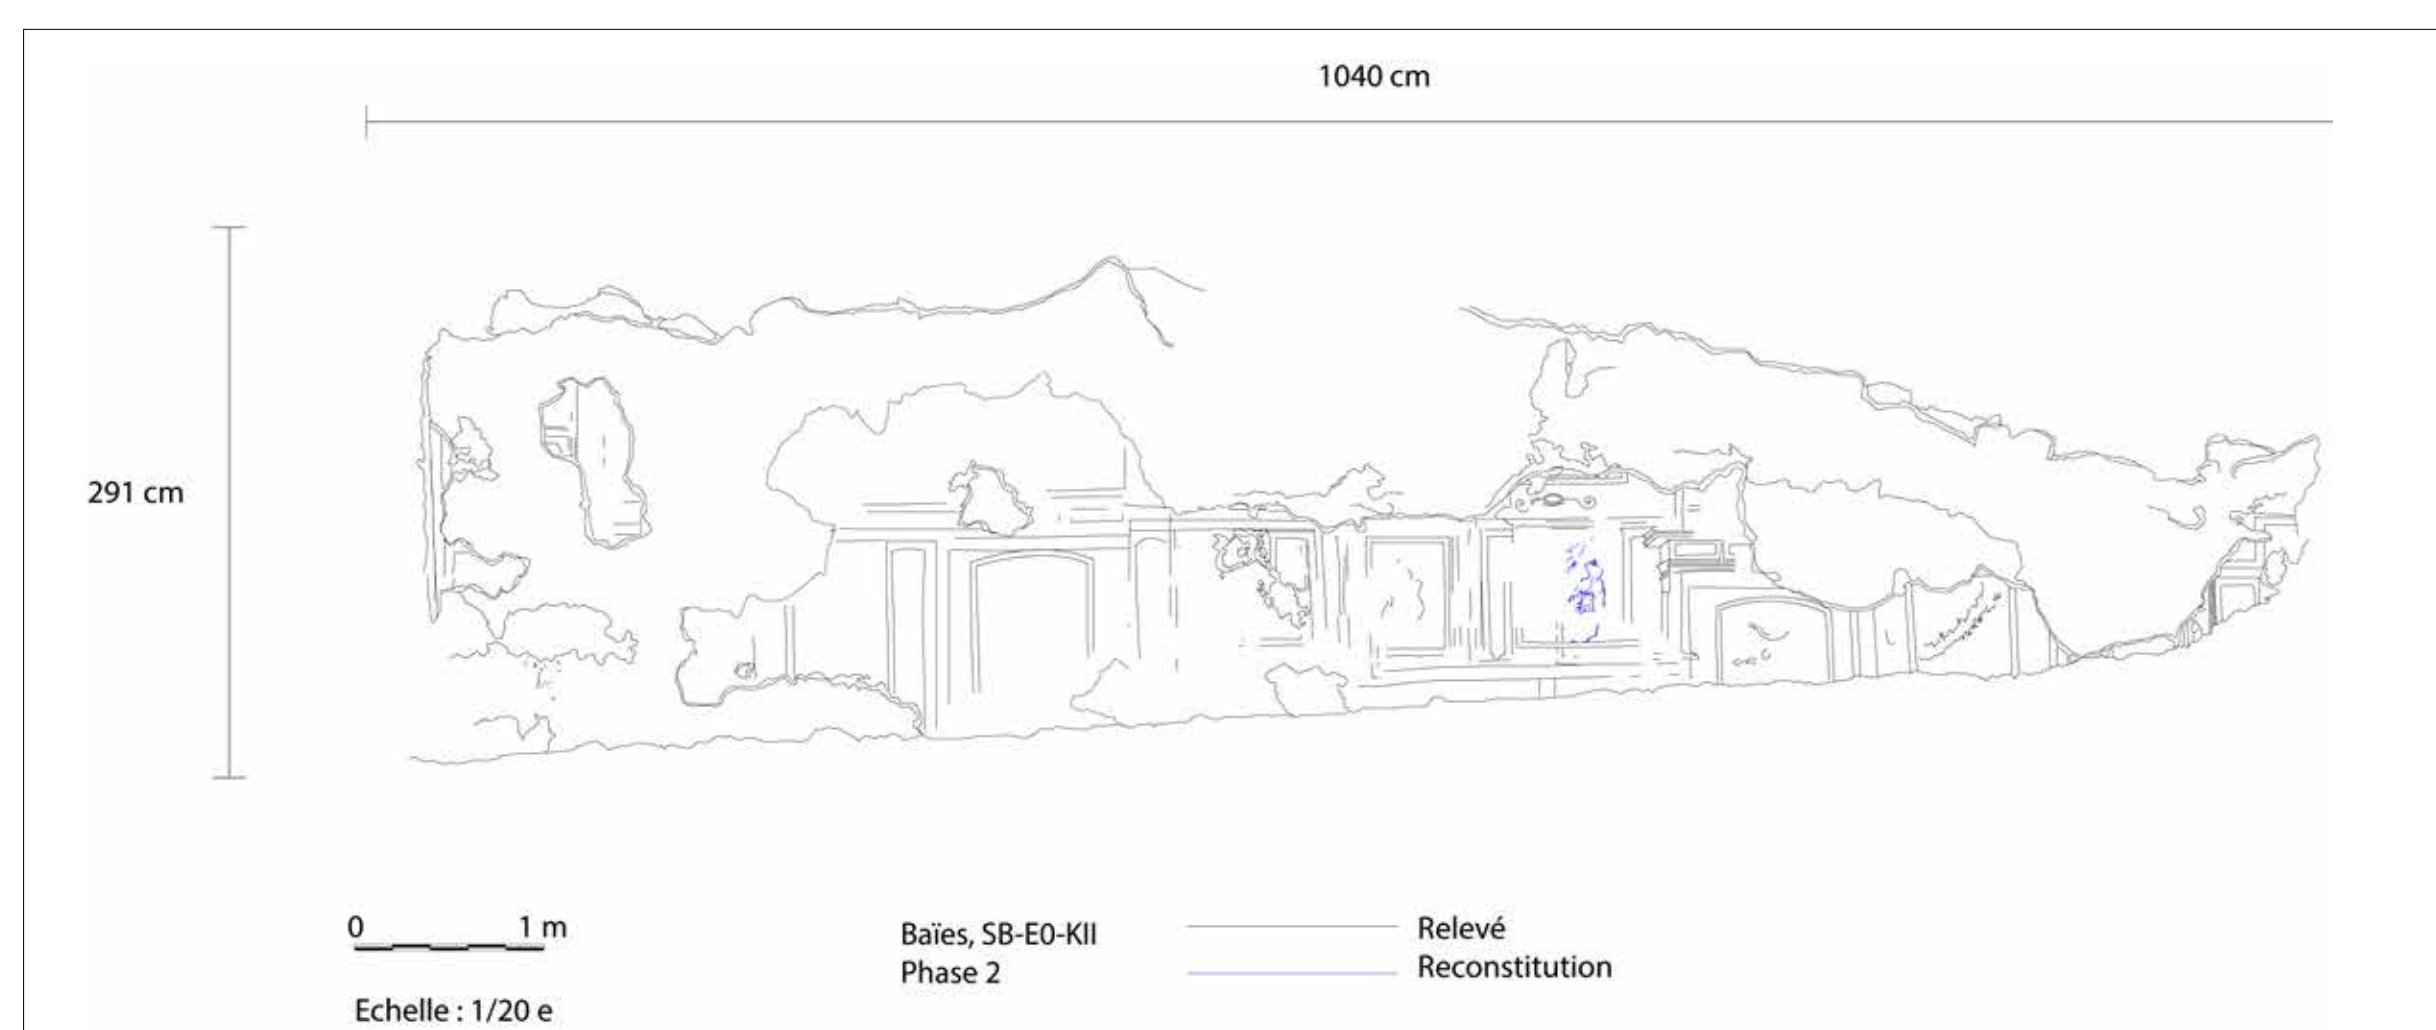 1040 cm
291 cm
0 1 m
Echelle : 1/20 e
Baïes, SB-E0-KII
Phase 2
Relevé
Reconstitution